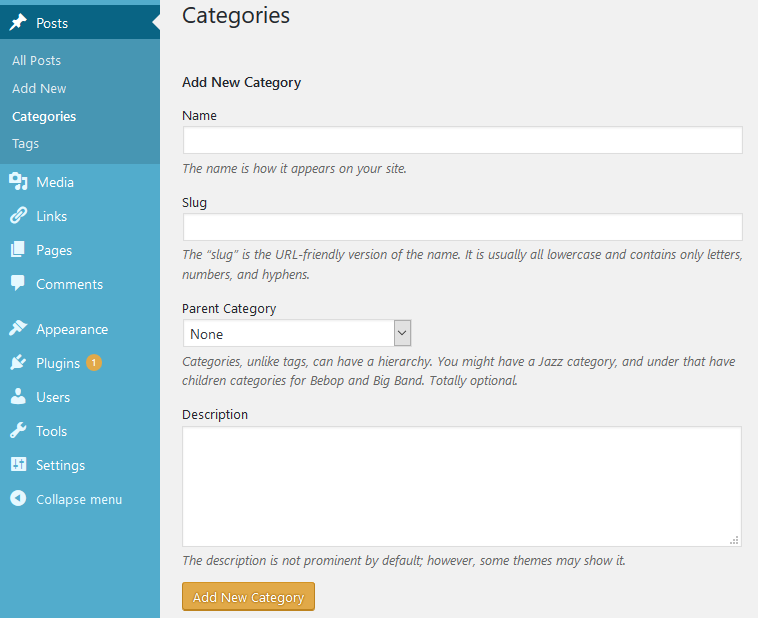 Posts
All Posts
Add New
Categories
Tags
Media
Links
Pages
Comments
Appearance
Plugins 1
Users
Tools
Settings
Collapse menu
Categories
Add New Category
Name
The name is how it appears on your site.
Slug
The “slug” is the URL-friendly version of the name. It is usually all lowercase and contains only letters,
numbers, and hyphens.
Parent Category
None
Categories, unlike tags, can have a hierarchy. You might have a Jazz category, and under that have
children categories for Bebop and Big Band. Totally optional.
Description
The description is not prominent by default; however, some themes may show it.
Add New Category